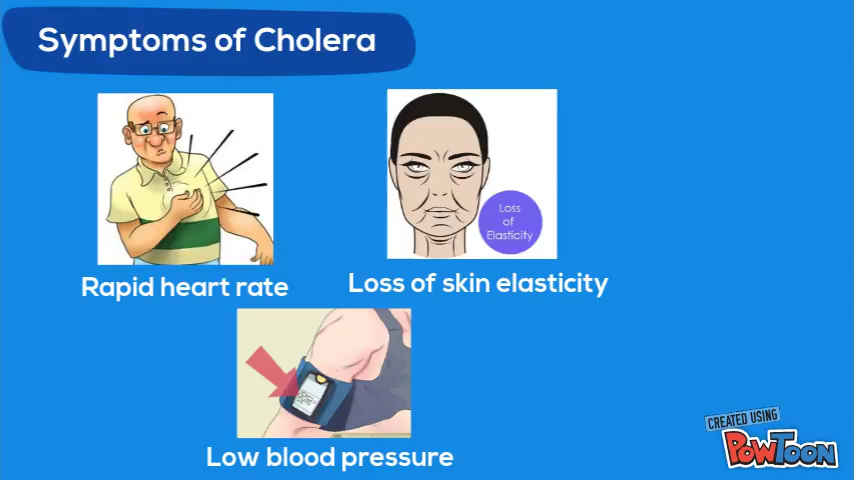 Symptoms of Cholera
Loss
of
Elasticity
Rapid heart rate
Loss of skin elasticity
Low blood pressure
CREATED USING
POWTOON